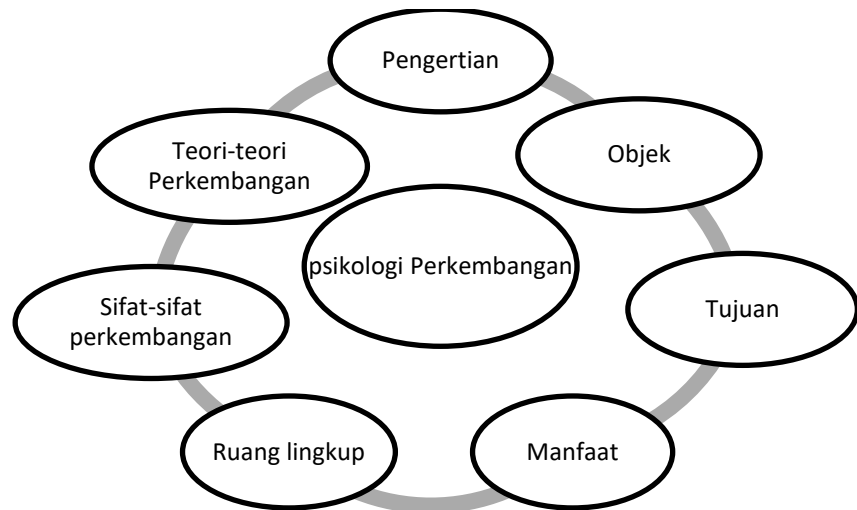 Pengertian
Teori-teori
Perkembangan
Objek
psikologi Perkembangan
Sifat-sifat
perkembangan
Tujuan
Ruang lingkup
Manfaat